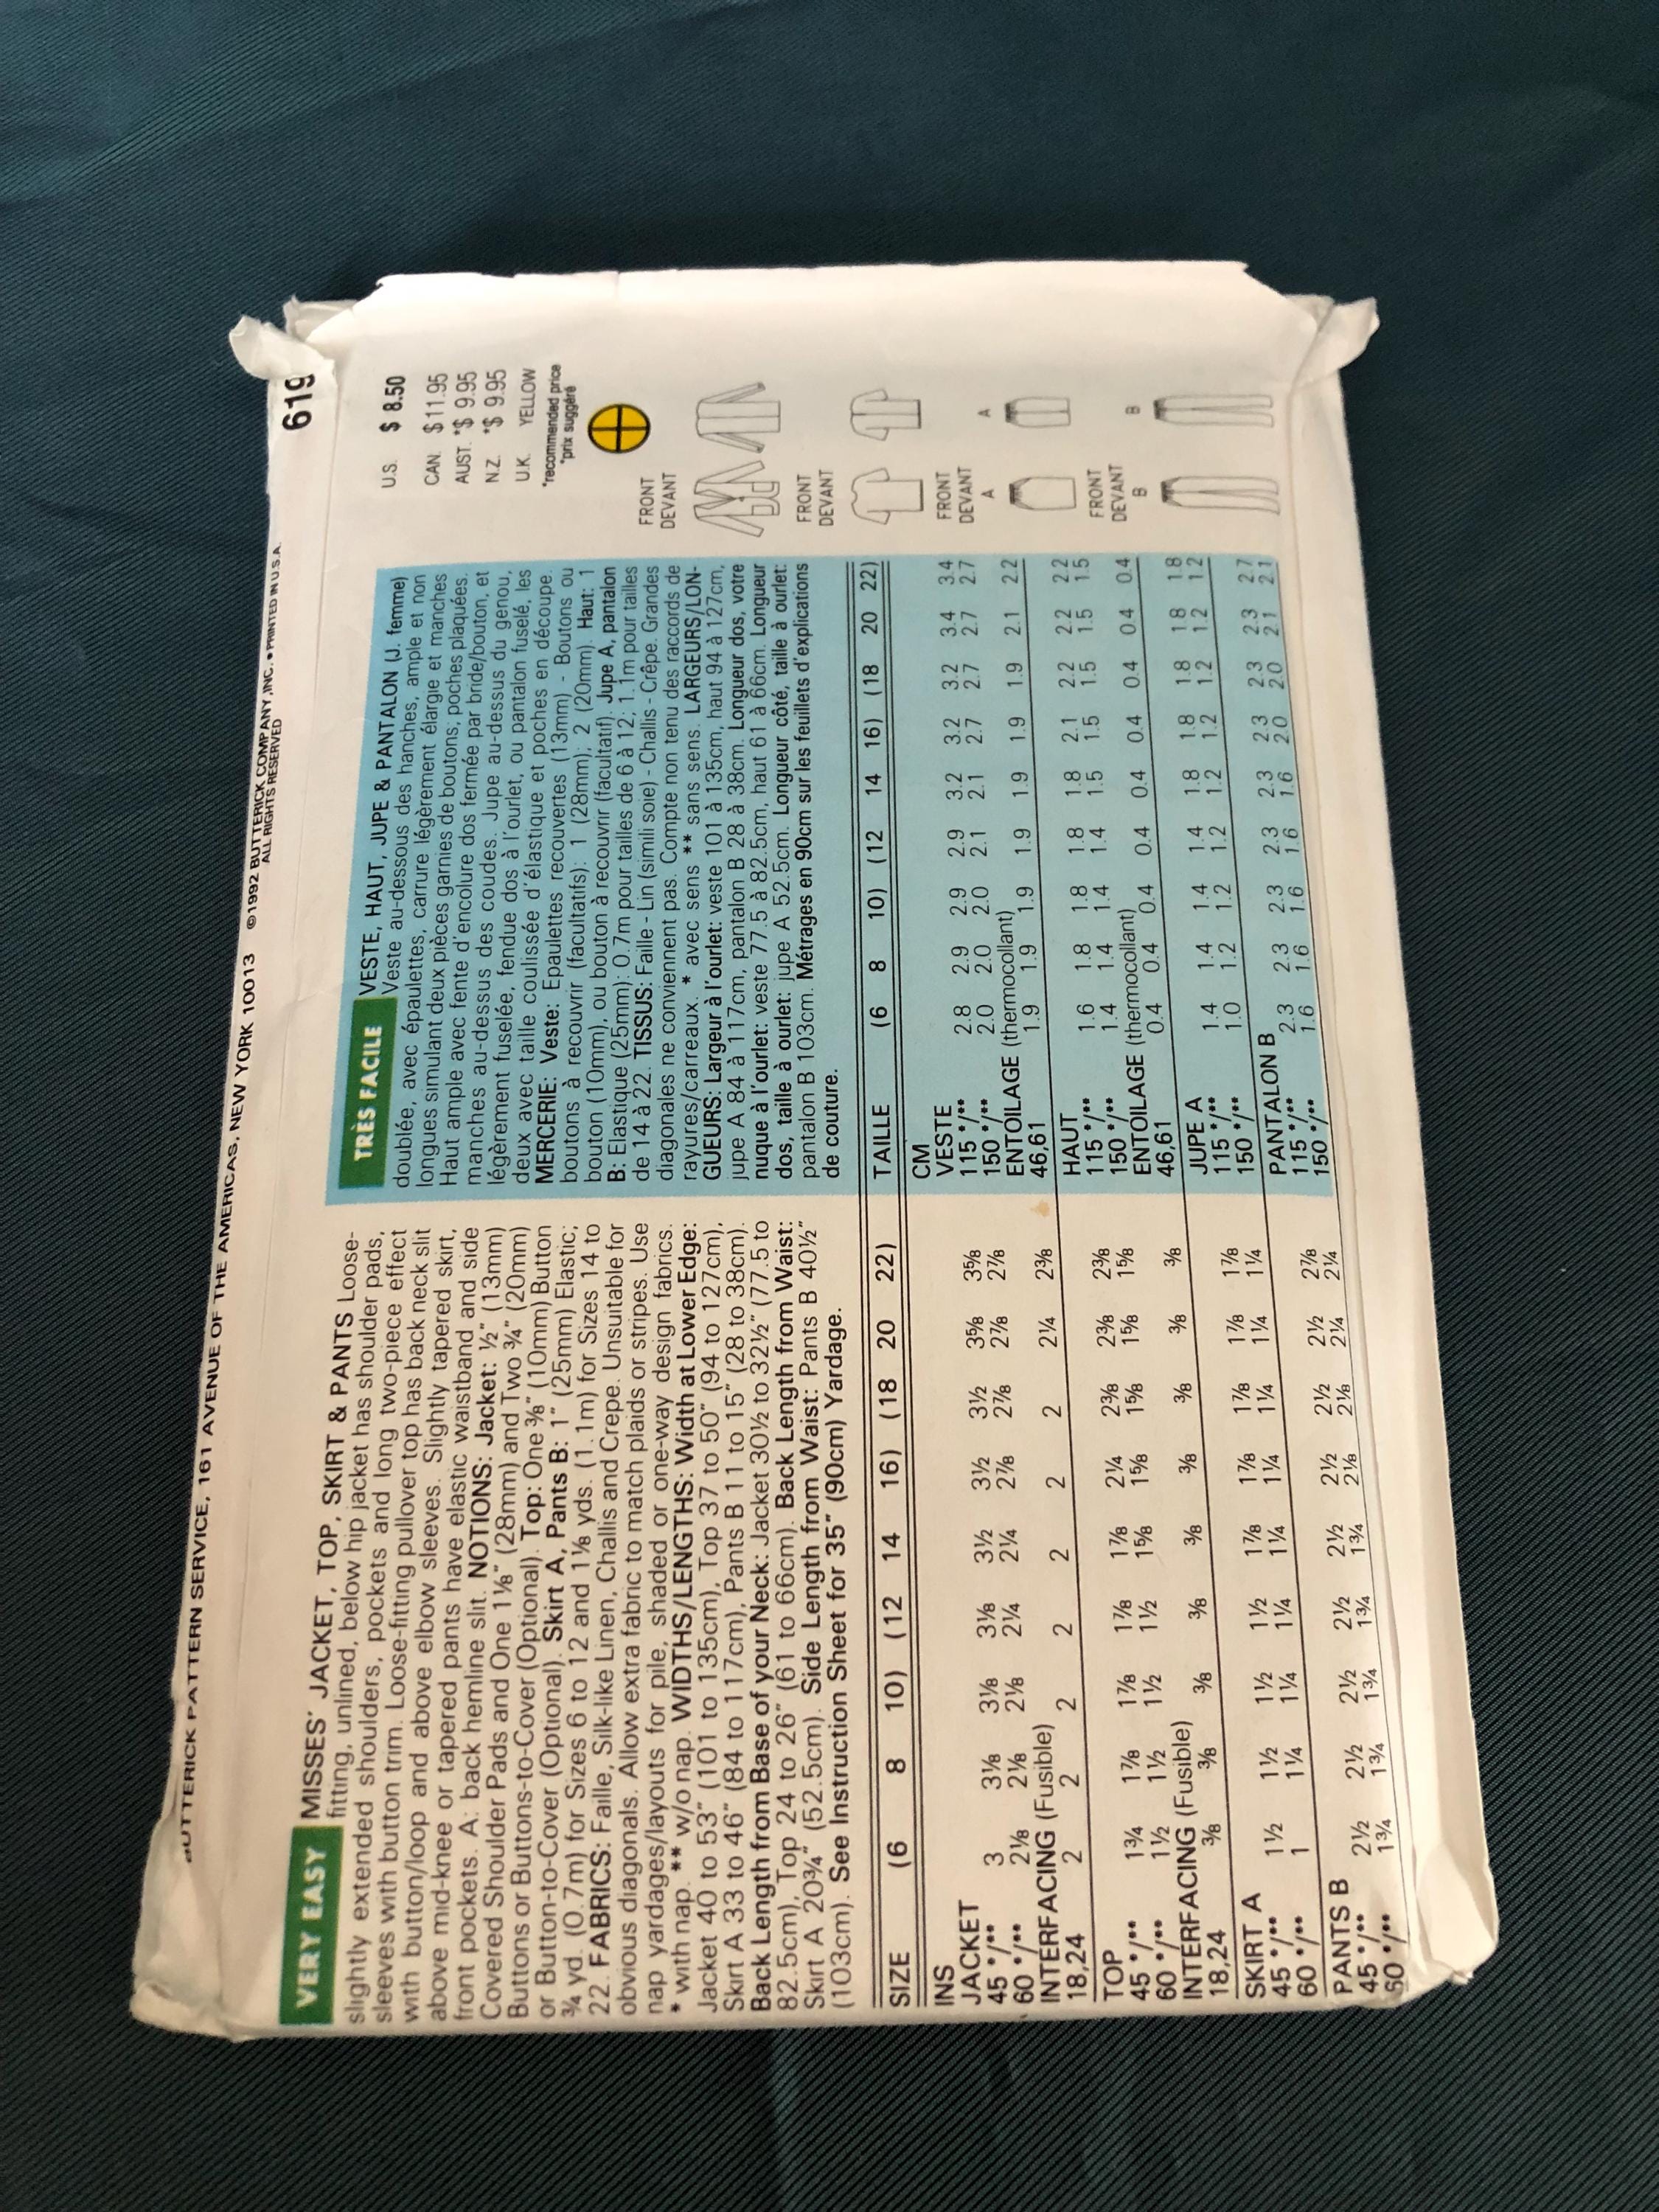 BUTTERICK PATTERN SERVICE, 161 AVENUE OF THE AMERICAS, NEW YORK 10013 ©1992 BUTTERICK COMPANY, INC. • PRINTED IN U.S.A.
ALL RIGHTS RESERVED
619
VERY EASY MISSES' JACKET, TOP, SKIRT & PANTS Loose-
fitting, unlined, below hip jacket has shoulder pads,
slightly extended shoulders, pockets and long two-piece effect
sleeves with button trim. Loose-fitting pullover top has back neck slit
with button/loop and above elbow sleeves. Slightly tapered skirt,
above mid-knee or tapered pants have elastic waistband and side
front pockets. A: back hemline slit. NOTIONS: Jacket: ½" (13mm)
Covered Shoulder Pads and One 1⅛" (28mm) and Two ¾" (20mm)
Buttons or Buttons-to-Cover (Optional). Top: One ⅜" (10mm) Button
or Button-to-Cover (Optional). Skirt A, Pants B: 1" (25mm) Elastic;
¾ yd. (0.7m) for Sizes 6 to 12 and 1⅛ yds. (1.1m) for Sizes 14 to
22. FABRICS: Faille, Silk-like Linen, Challis and Crepe. Unsuitable for
obvious diagonals. Allow extra fabric to match plaids or stripes. Use
nap yardages/layouts for pile, shaded or one-way design fabrics.
* with nap. ** w/o nap. WIDTHS/LENGTHS: Width at Lower Edge:
Jacket 40 to 53" (101 to 135cm), Top 37 to 50" (94 to 127cm),
Skirt A 33 to 46" (84 to 117cm), Pants B 11 to 15" (28 to 38cm).
Back Length from Base of your Neck: Jacket 30½ to 32½" (77.5 to
82.5cm), Top 24 to 26" (61 to 66cm). Back Length from Waist:
Skirt A 20¾" (52.5cm). Side Length from Waist: Pants B 40½"
(103cm). See Instruction Sheet for 35" (90cm) Yardage.
SIZE (6 8 10) (12 14 16) (18 20 22)
INS
JACKET
45 */** 3 3⅛ 3⅛ 3⅛ 3½ 3½ 3½ 3⅝ 3⅝
60 */** 2⅛ 2⅛ 2⅛ 2¼ 2¼ 2⅞ 2⅞ 2⅞ 2⅞
INTERFACING (Fusible)
18,24 2 2 2 2 2 2 2 2¼ 2⅜
TOP
45 */** 1¾ 1⅞ 1⅞ 1⅞ 1⅞ 2¼ 2⅜ 2⅜ 2⅜
60 */** 1½ 1½ 1½ 1½ 1⅝ 1⅝ 1⅝ 1⅝ 1⅝
INTERFACING (Fusible)
18,24 ⅜ ⅜ ⅜ ⅜ ⅜ ⅜ ⅜ ⅜ ⅜
SKIRT A
45 */** 1½ 1½ 1½ 1½ 1⅞ 1⅞ 1⅞ 1⅞ 1⅞
60 */** 1 1¼ 1¼ 1¼ 1¼ 1¼ 1¼ 1¼ 1¼
PANTS B
45 */** 2½ 2½ 2½ 2½ 2½ 2½ 2½ 2½ 2⅞
60 */** 1¾ 1¾ 1¾ 1¾ 1¾ 2⅛ 2⅛ 2¼ 2¼
TRÈS FACILE VESTE, HAUT, JUPE & PANTALON (J. femme)
Veste au-dessous des hanches, ample et non
doublée, avec épaulettes, carrure légèrement élargie et manches
longues simulant deux pièces garnies de boutons; poches plaquées.
Haut ample avec fente d'encolure dos fermée par bride/bouton, et
manches au-dessus des coudes. Jupe au-dessus du genou,
légèrement fuselée, fendue dos à l'ourlet, ou pantalon fuselé, les
deux avec taille coulissée d'élastique et poches en découpe.
MERCERIE: Veste: Epaulettes recouvertes (13mm) - Boutons ou
boutons à recouvrir (facultatifs): 1 (28mm); 2 (20mm). Haut: 1
bouton (10mm), ou bouton à recouvrir (facultatif). Jupe A, pantalon
B: Elastique (25mm): 0.7m pour tailles de 6 à 12; 1.1m pour tailles
de 14 à 22. TISSUS: Faille - Lin (simili soie) - Challis - Crêpe. Grandes
diagonales ne conviennent pas. Compte non tenu des raccords de
rayures/carreaux. * avec sens ** sans sens. LARGEURS/LON-
GUEURS: Largeur à l'ourlet: veste 101 à 135cm, haut 94 à 127cm,
jupe A 84 à 117cm, pantalon B 28 à 38cm. Longueur dos, votre
nuque à l'ourlet: veste 77.5 à 82.5cm, haut 61 à 66cm. Longueur
dos, taille à ourlet: jupe A 52.5cm. Longueur côté, taille à ourlet:
pantalon B 103cm. Métrages en 90cm sur les feuillets d'explications
de couture.
TAILLE (6 8 10) (12 14 16) (18 20 22)
CM
VESTE
115 */** 2.8 2.9 2.9 2.9 3.2 3.2 3.2 3.4 3.4
150 */** 2.0 2.0 2.0 2.1 2.1 2.7 2.7 2.7 2.7
ENTOILAGE (thermocollant)
46,61 1.9 1.9 1.9 1.9 1.9 1.9 1.9 2.1 2.2
HAUT
115 */** 1.6 1.8 1.8 1.8 1.8 2.1 2.2 2.2 2.2
150 */** 1.4 1.4 1.4 1.4 1.5 1.5 1.5 1.5 1.5
ENTOILAGE (thermocollant)
46,61 0.4 0.4 0.4 0.4 0.4 0.4 0.4 0.4 0.4
JUPE A
115 */** 1.4 1.4 1.4 1.4 1.8 1.8 1.8 1.8 1.8
150 */** 1.0 1.2 1.2 1.2 1.2 1.2 1.2 1.2 1.2
PANTALON B
115 */** 2.3 2.3 2.3 2.3 2.3 2.3 2.3 2.3 2.7
150 */** 1.6 1.6 1.6 1.6 1.6 2.0 2.0 2.1 2.1
U.S. $ 8.50
CAN. $11.95
AUST. *$ 9.95
N.Z. *$ 9.95
U.K. YELLOW
*recommended price
*prix suggéré
FRONT
DEVANT
FRONT
DEVANT
FRONT
DEVANT
A A
FRONT
DEVANT
B B